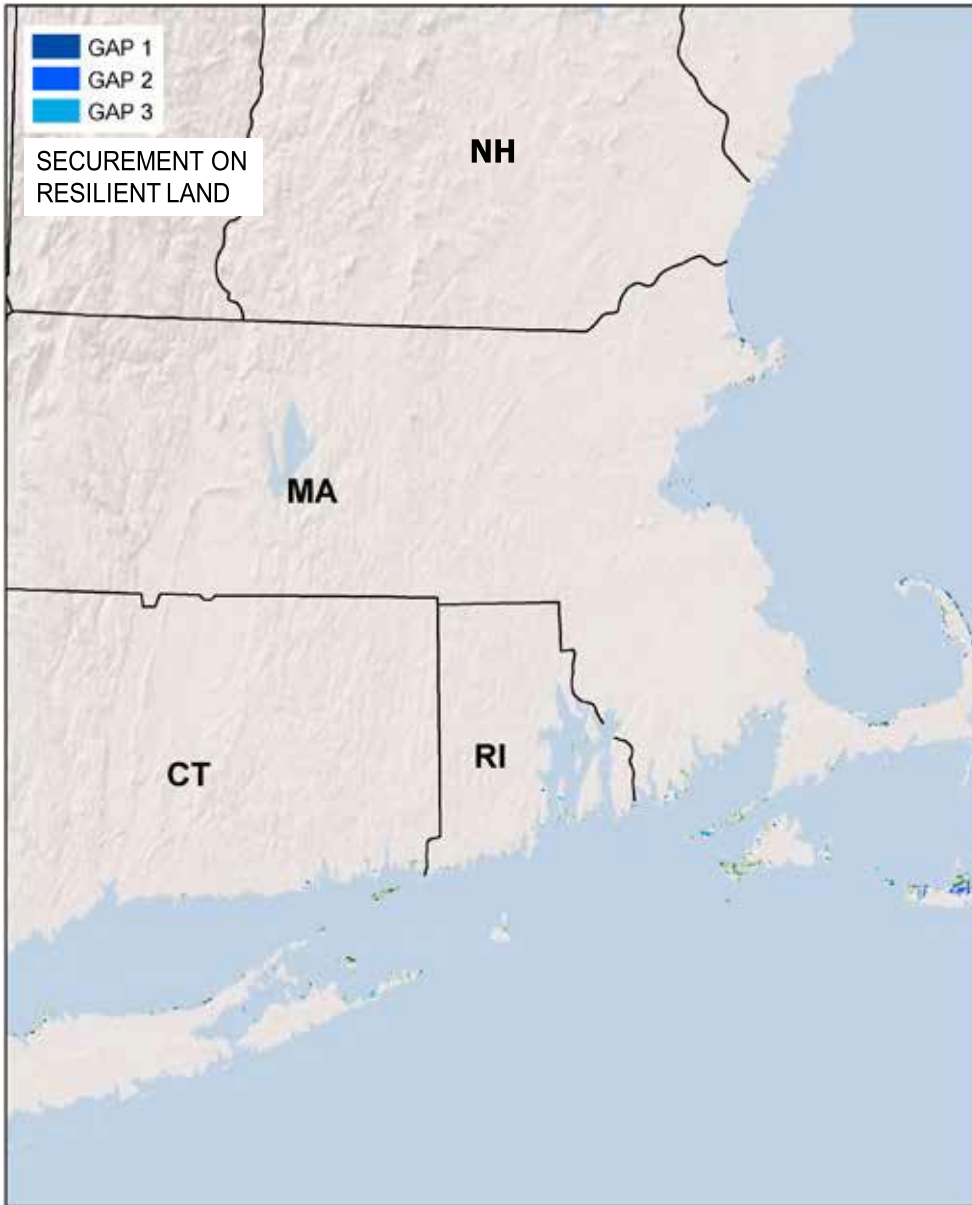 GAP 1
GAP 2
GAP 3
SECUREMENT ON
RESILIENT LAND
NH
MA
CT
RI